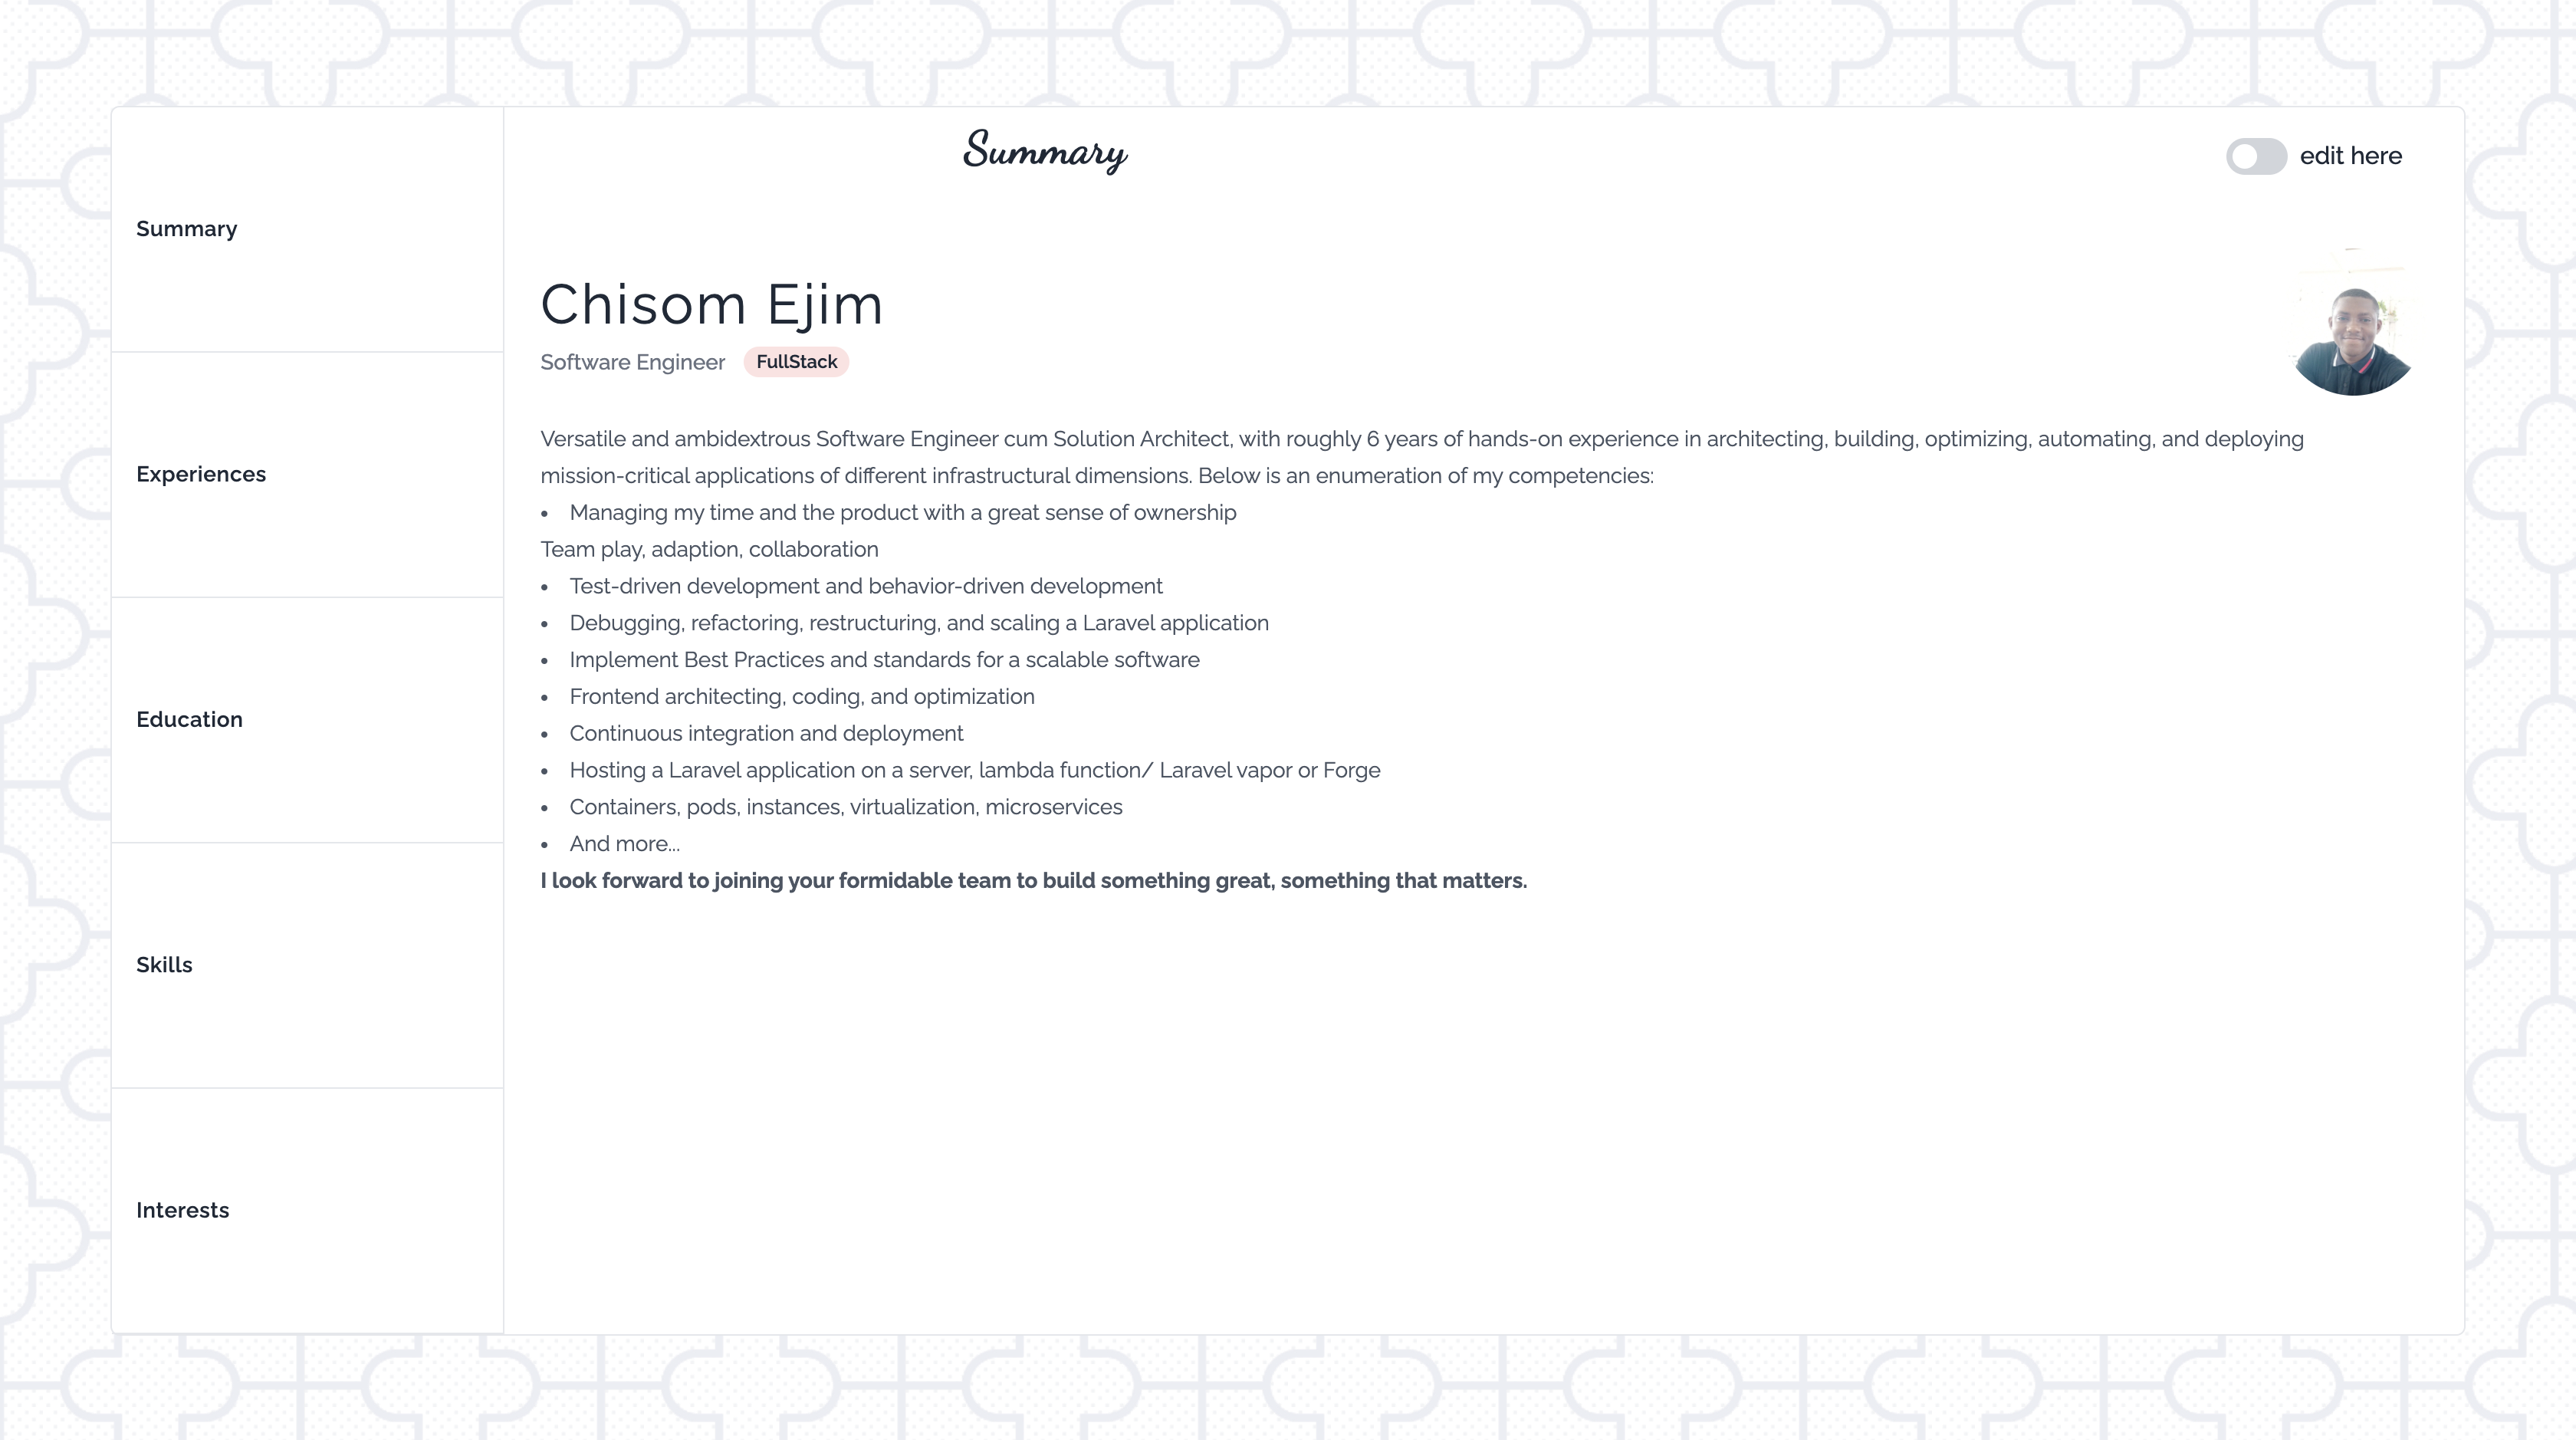 Summary
Experiences
Education
Skills
Interests
Summary
edit here
Chisom Ejim
Software Engineer FullStack
Versatile and ambidextrous Software Engineer cum Solution Architect, with roughly 6 years of hands-on experience in architecting, building, optimizing, automating, and deploying
mission-critical applications of different infrastructural dimensions. Below is an enumeration of my competencies:
• Managing my time and the product with a great sense of ownership
Team play, adaption, collaboration
• Test-driven development and behavior-driven development
• Debugging, refactoring, restructuring, and scaling a Laravel application
• Implement Best Practices and standards for a scalable software
• Frontend architecting, coding, and optimization
• Continuous integration and deployment
• Hosting a Laravel application on a server, lambda function/ Laravel vapor or Forge
• Containers, pods, instances, virtualization, microservices
• And more...
I look forward to joining your formidable team to build something great, something that matters.